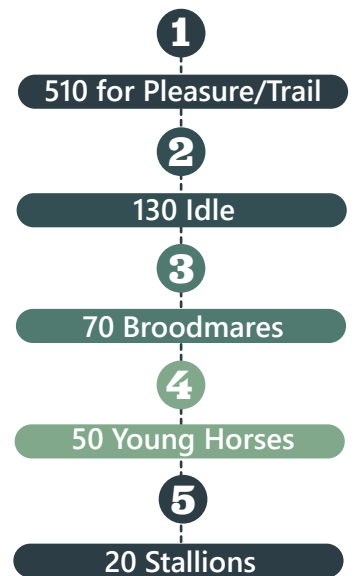 1
510 for Pleasure/Trail
2
130 Idle
3
70 Broodmares
4
50 Young Horses
5
20 Stallions